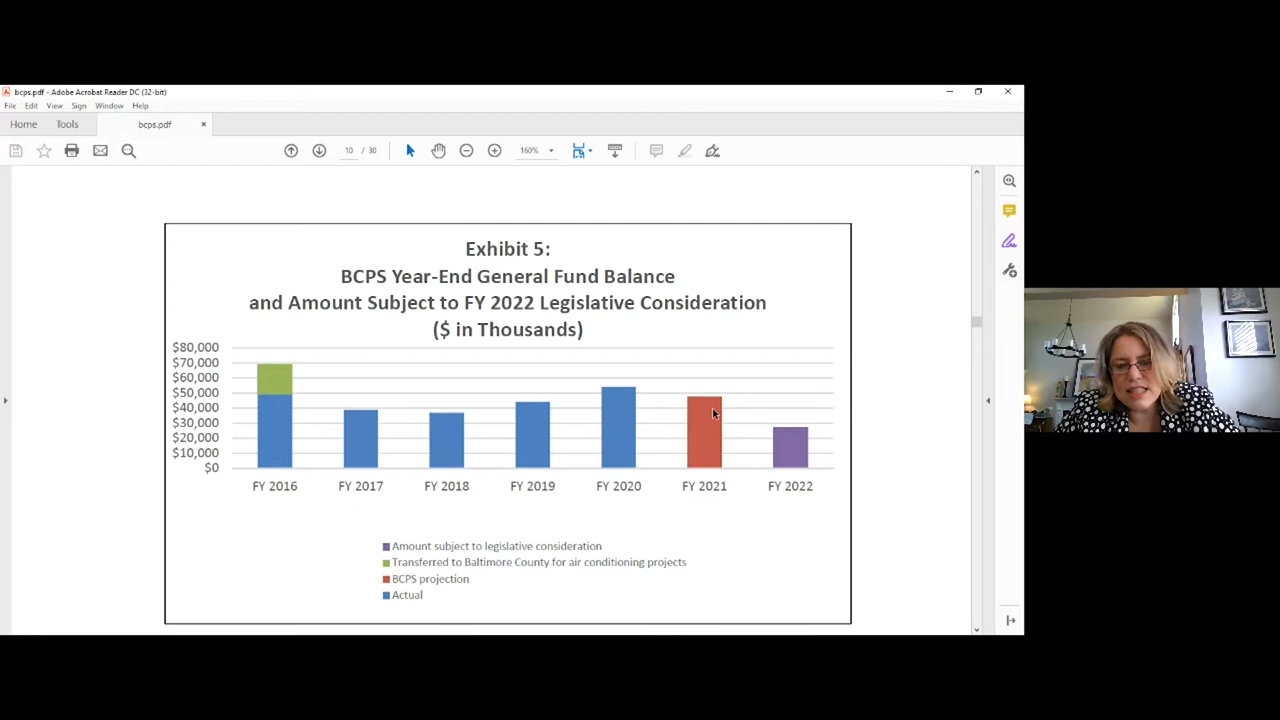 bcps.pdf - Adobe Acrobat Reader DC (32-bit)
File Edit View Sign Window Help
Home Tools bcps.pdf ×
10 / 30 160%
Exhibit 5:
BCPS Year-End General Fund Balance
and Amount Subject to FY 2022 Legislative Consideration
($ in Thousands)
$80,000
$70,000
$60,000
$50,000
$40,000
$30,000
$20,000
$10,000
$0
FY 2016 FY 2017 FY 2018 FY 2019 FY 2020 FY 2021 FY 2022
Amount subject to legislative consideration
Transferred to Baltimore County for air conditioning projects
BCPS projection
Actual